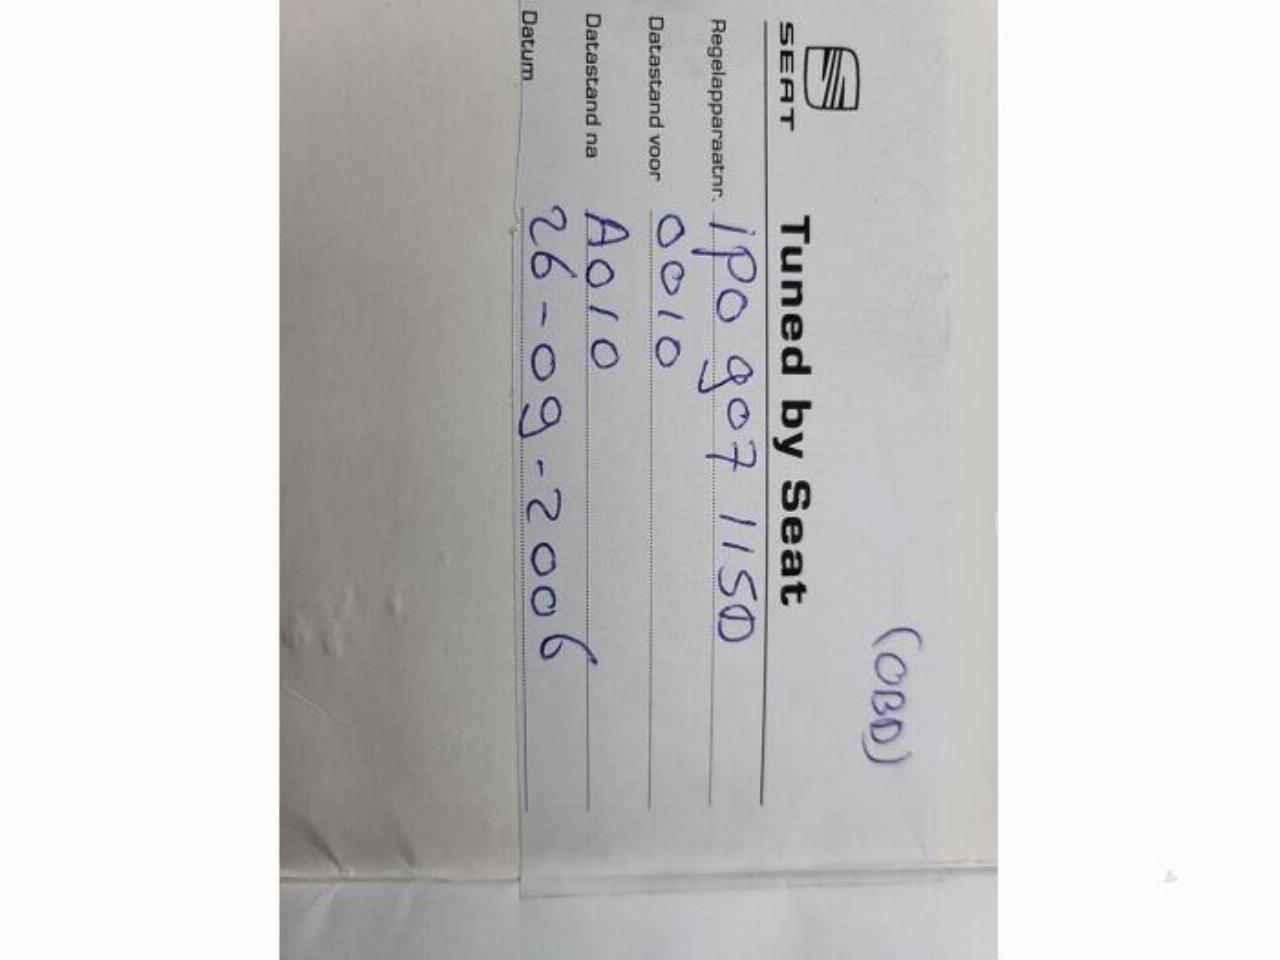 (OBD)
SEAT Tuned by Seat
Regelapparaatnr. 1P0 907 115D
Datastand voor 0010
Datastand na A010
Datum 26-09-2006